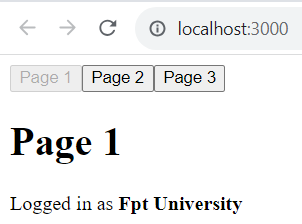 localhost:3000
Page 1 Page 2 Page 3
Page 1
Logged in as Fpt University